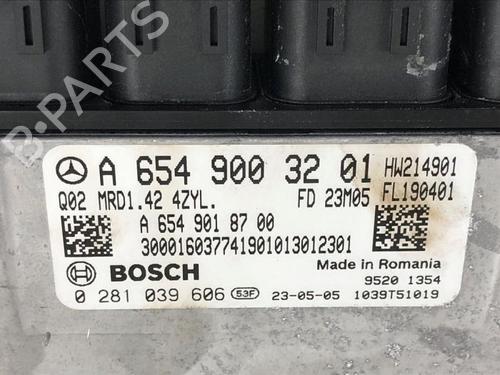 B-PARTS
A 654 900 32 01 HW214901
Q02 MRD1.42 4ZYL. FD 23M05 FL190401
A 654 901 87 00
300016037741901013012301
BOSCH Made in Romania
9520 1354
0 281 039 606 53F 23-05-05 1039T51019